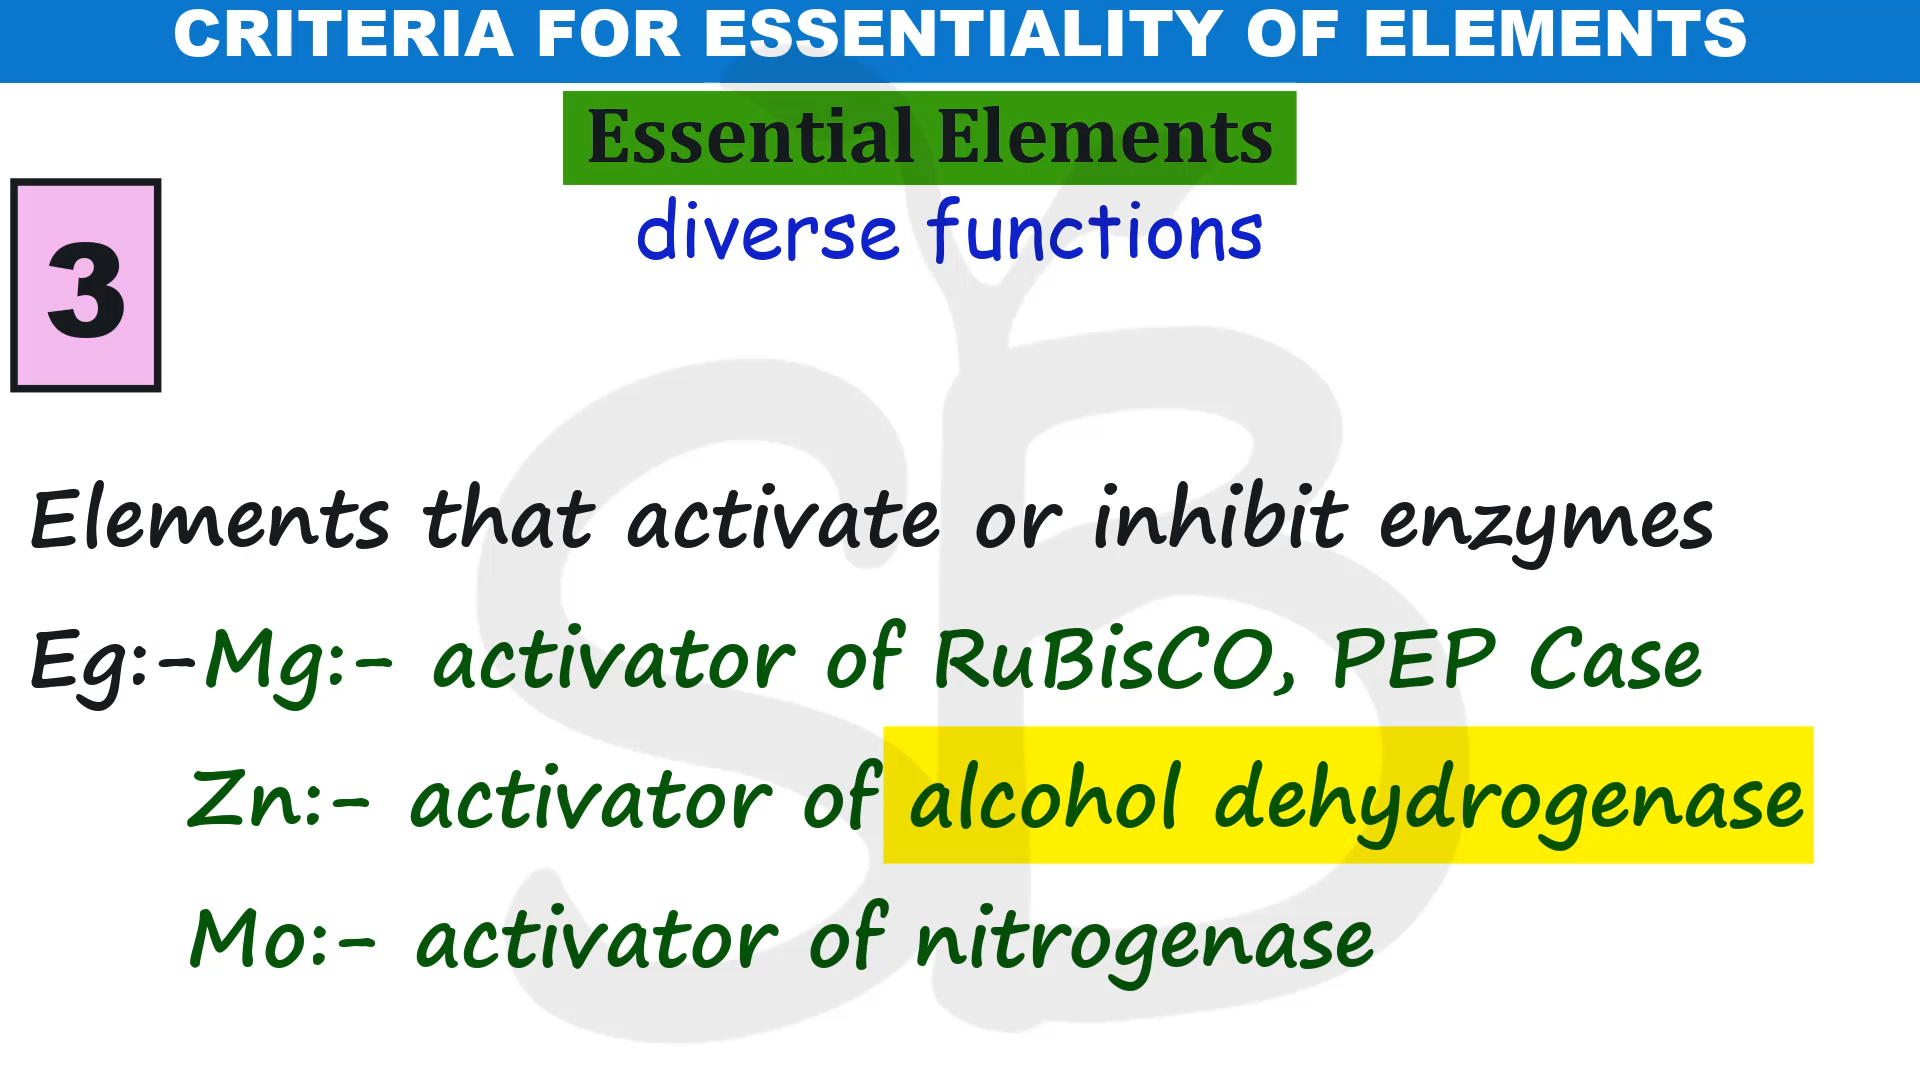 CRITERIA FOR ESSENTIALITY OF ELEMENTS
Essential Elements
diverse functions
3
Elements that activate or inhibit enzymes
Eg:-Mg:- activator of RuBisCO, PEP Case
Zn:- activator of alcohol dehydrogenase
Mo:- activator of nitrogenase
SB